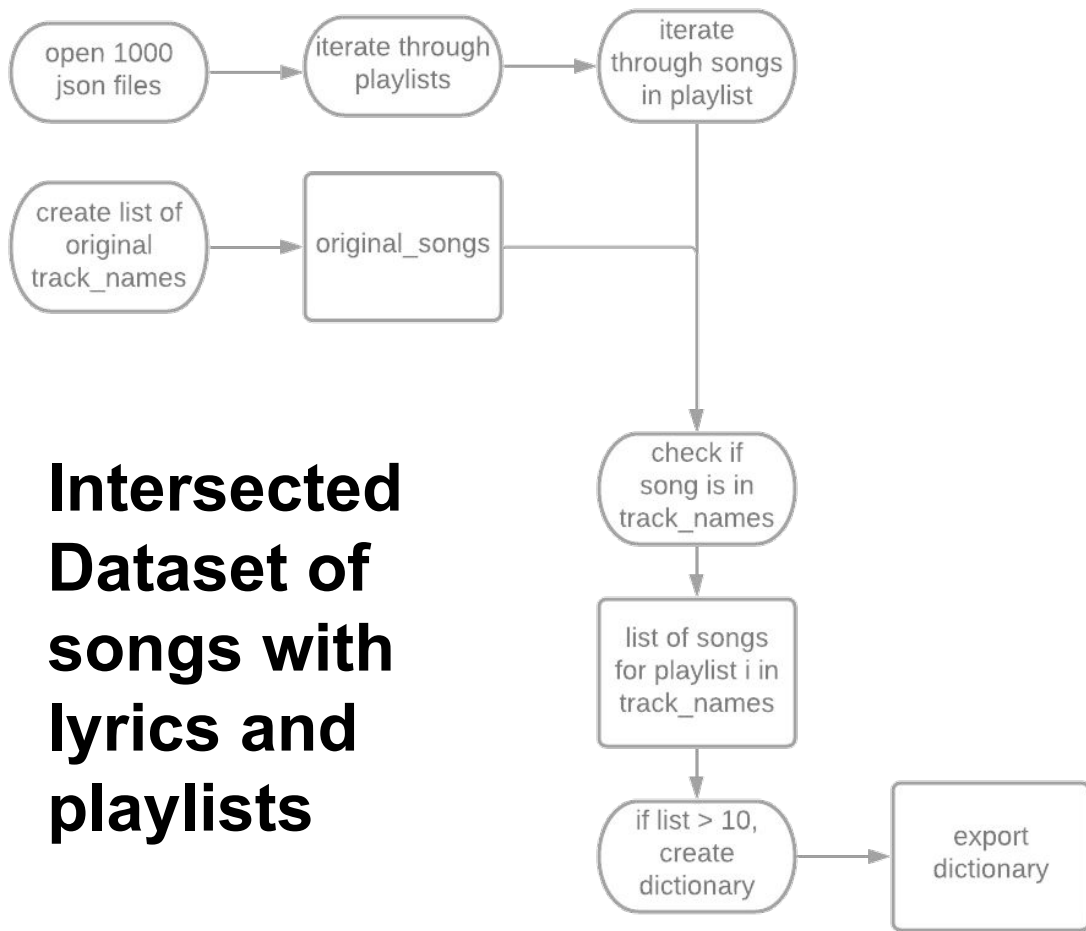 open 1000
json files
iterate through
playlists
iterate
through songs
in playlist
create list of
original
track_names
original_songs
check if
song is in
track_names
Intersected
Dataset of
songs with
lyrics and
playlists
list of songs
for playlist i in
track_names
if list > 10,
create
dictionary
export
dictionary